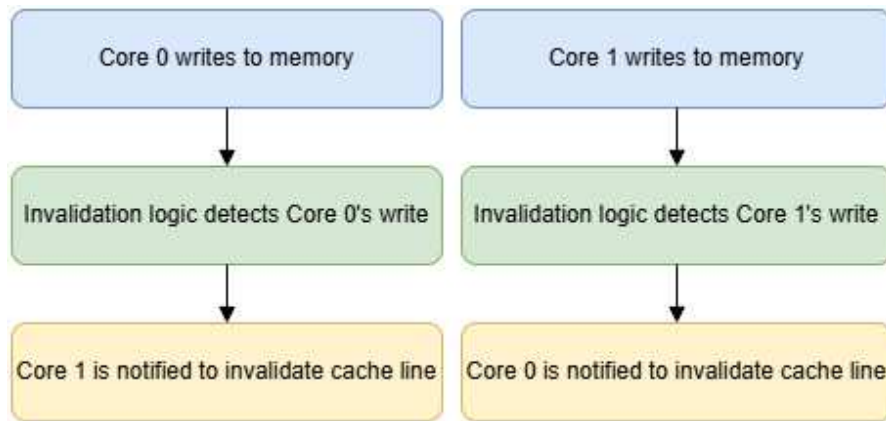 Core 0 writes to memory
Core 1 writes to memory
Invalidation logic detects Core 0's write
Invalidation logic detects Core 1's write
Core 1 is notified to invalidate cache line
Core 0 is notified to invalidate cache line